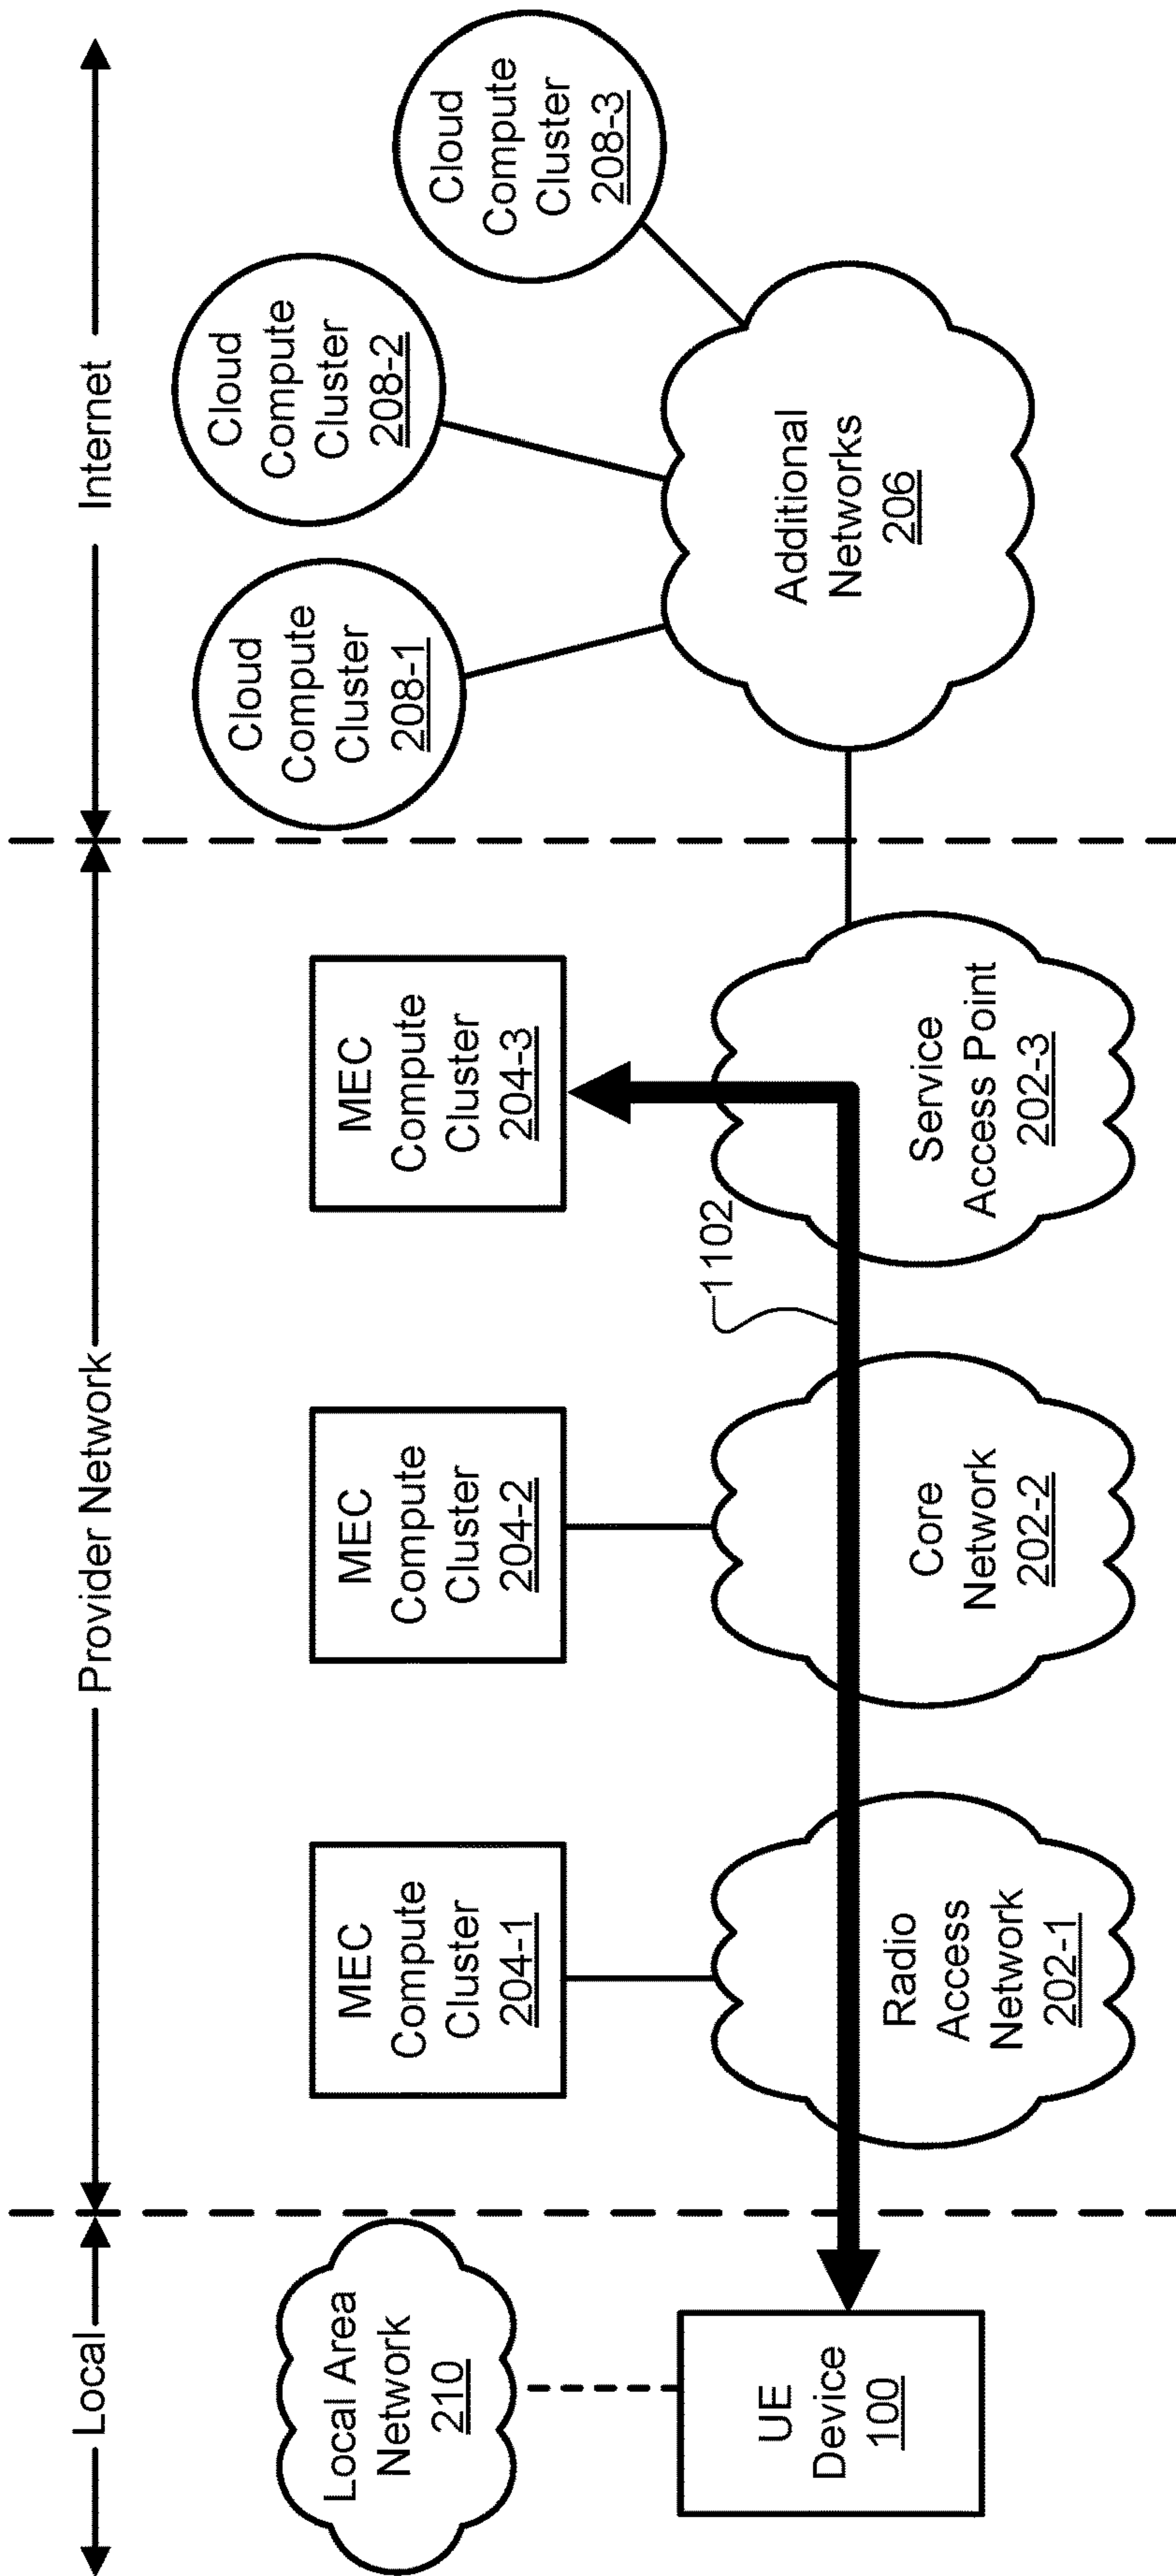 Local
Provider Network
Internet
Local Area
Network
210
MEC
Compute
Cluster
204-1
MEC
Compute
Cluster
204-2
MEC
Compute
Cluster
204-3
Cloud
Compute
Cluster
208-1
Cloud
Compute
Cluster
208-2
Cloud
Compute
Cluster
208-3
1102
UE
Device
100
Radio
Access
Network
202-1
Core
Network
202-2
Service
Access Point
202-3
Additional
Networks
206